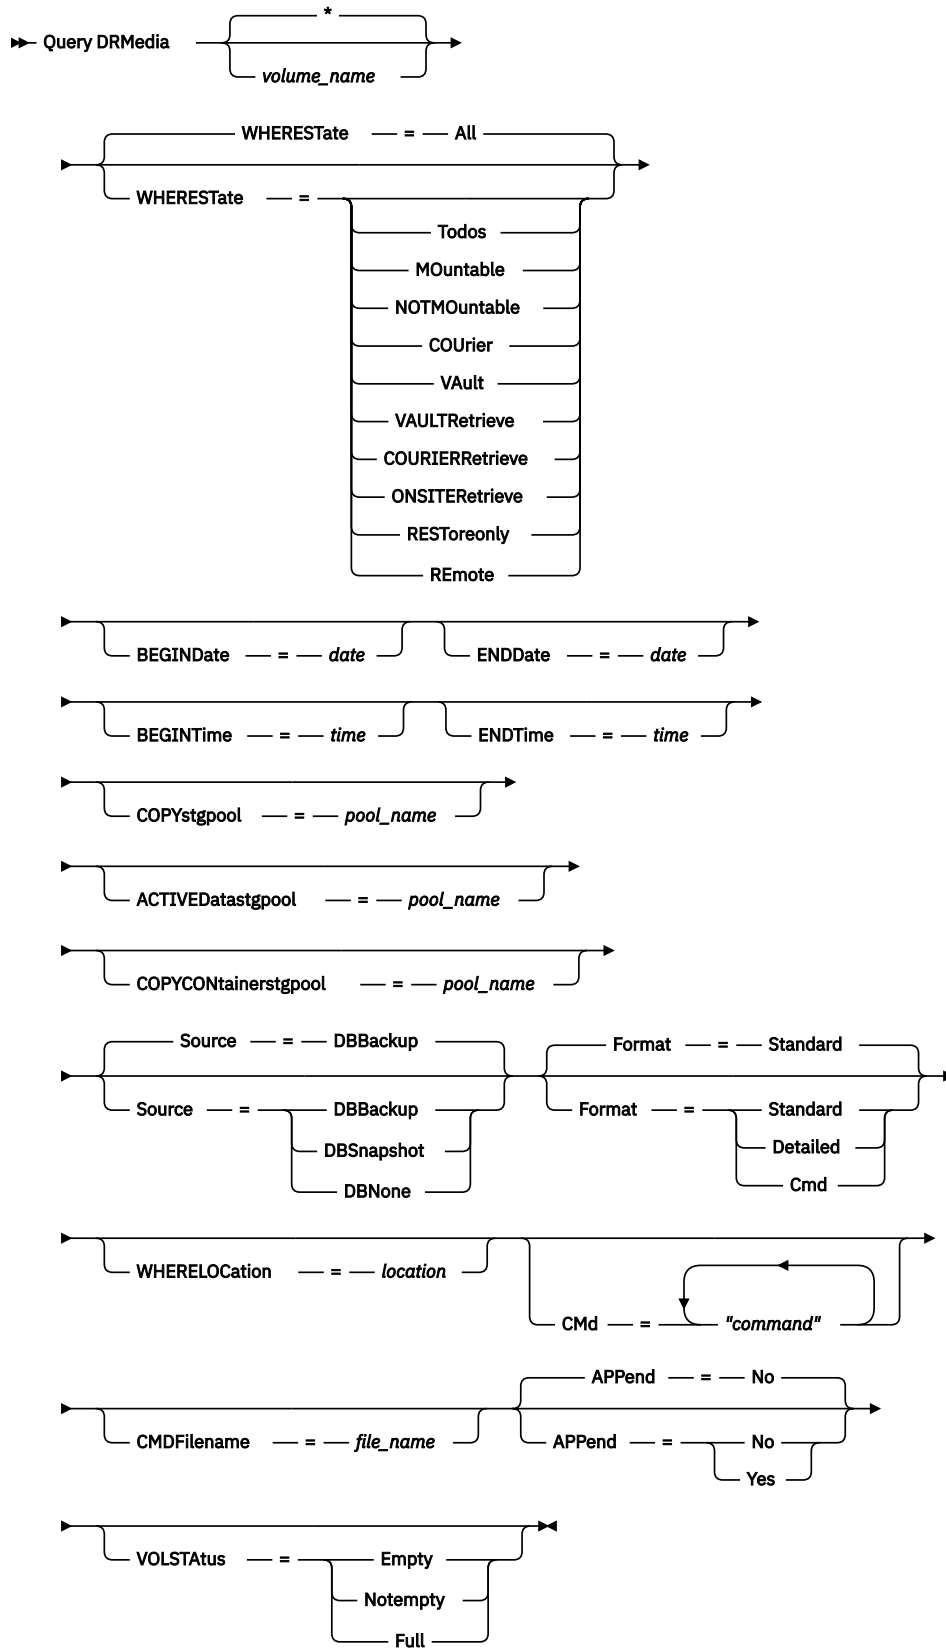 *
Query DRMedia
volume_name
WHERESTate = All
WHERESTate =
Todos
MOuntable
NOTMOuntable
COUrier
VAult
VAULTRetrieve
COURIERRetrieve
ONSITERetrieve
RESToreonly
REmote
BEGINDate = date ENDDate = date
BEGINTime = time ENDTime = time
COPYstgpool = pool_name
ACTIVEDatastgpool = pool_name
COPYCONtainerstgpool = pool_name
Source = DBBackup Format = Standard
Source = DBBackup Format = Standard
DBSnapshot Detailed
DBNone Cmd
WHERELOCation = location
CMd = "command"
APPend = No
CMDFilename = file_name APPend = No
Yes
VOLSTAtus = Empty
Notempty
Full